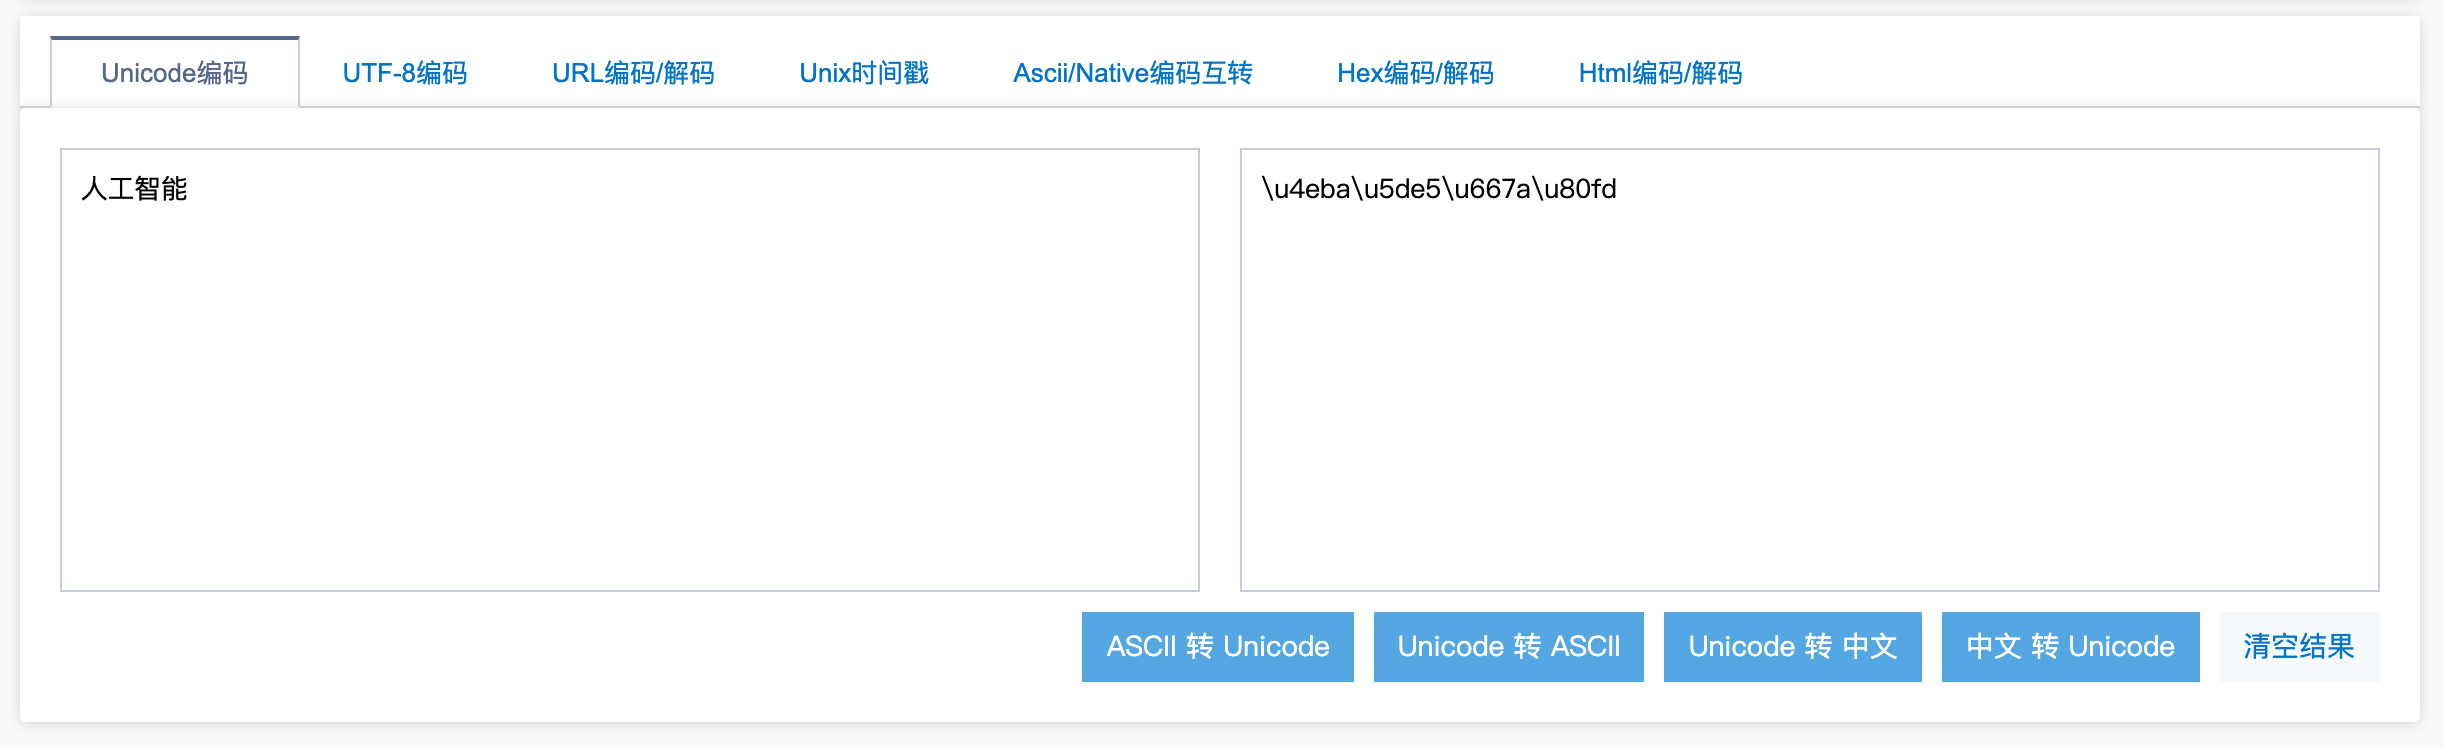 Unicode编码 UTF-8编码 URL编码/解码 Unix时间戳 Ascii/Native编码互转 Hex编码/解码 Html编码/解码
人工智能
\u4eba\u5de5\u667a\u80fd
ASCII 转 Unicode Unicode 转 ASCII Unicode 转 中文 中文 转 Unicode 清空结果